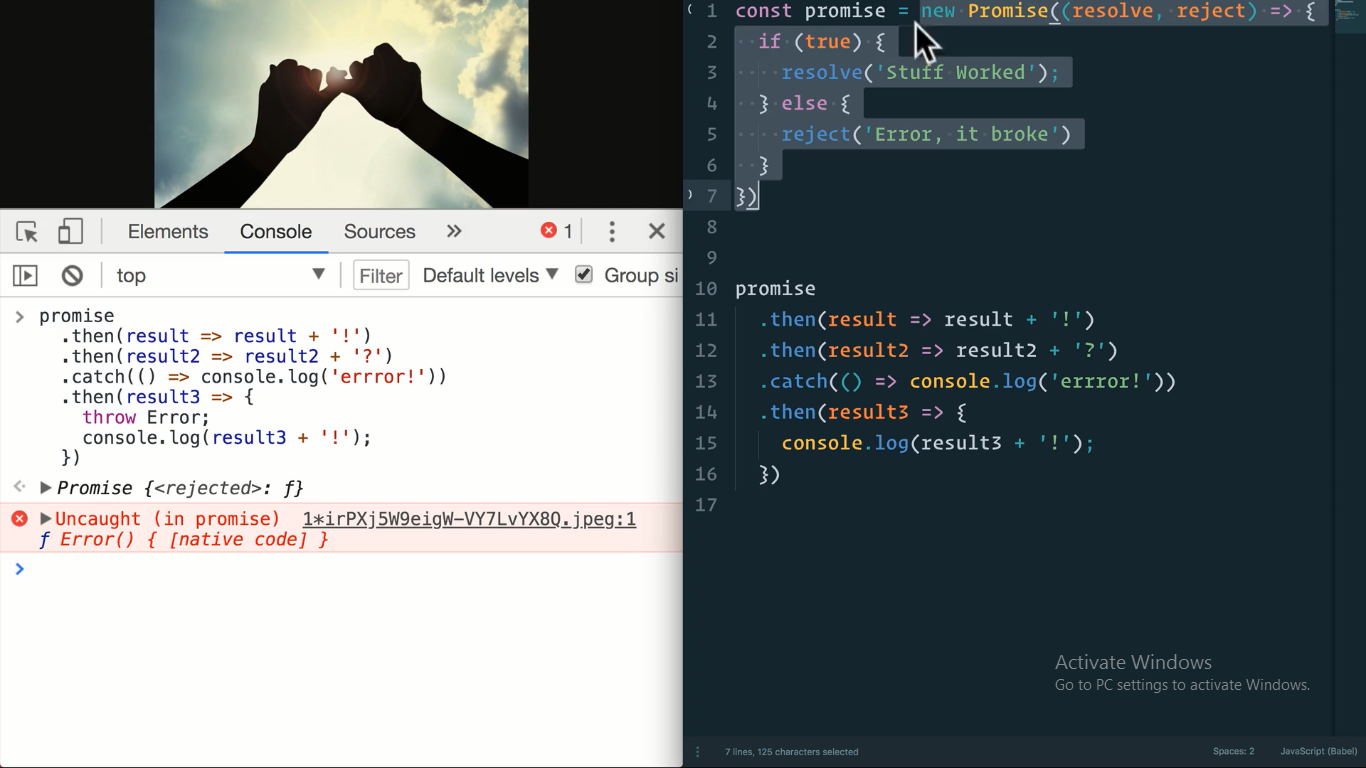 Elements Console Sources » 1
top Filter Default levels Group si
promise
.then(result => result + '!')
.then(result2 => result2 + '?')
.catch(() => console.log('errror!'))
.then(result3 => {
throw Error;
console.log(result3 + '!');
})
Promise {<rejected>: ƒ}
Uncaught (in promise) 1*irPXj5W9eigW-VY7LvYX8Q.jpeg:1
ƒ Error() { [native code] }
1 const promise = new Promise((resolve, reject) => {
2 if (true) {
3 resolve('Stuff Worked');
4 } else {
5 reject('Error, it broke')
6 }
7 })
8
9
10 promise
11 .then(result => result + '!')
12 .then(result2 => result2 + '?')
13 .catch(() => console.log('errror!'))
14 .then(result3 => {
15 console.log(result3 + '!');
16 })
17
Activate Windows
Go to PC settings to activate Windows.
7 lines, 125 characters selected Spaces: 2 JavaScript (Babel)